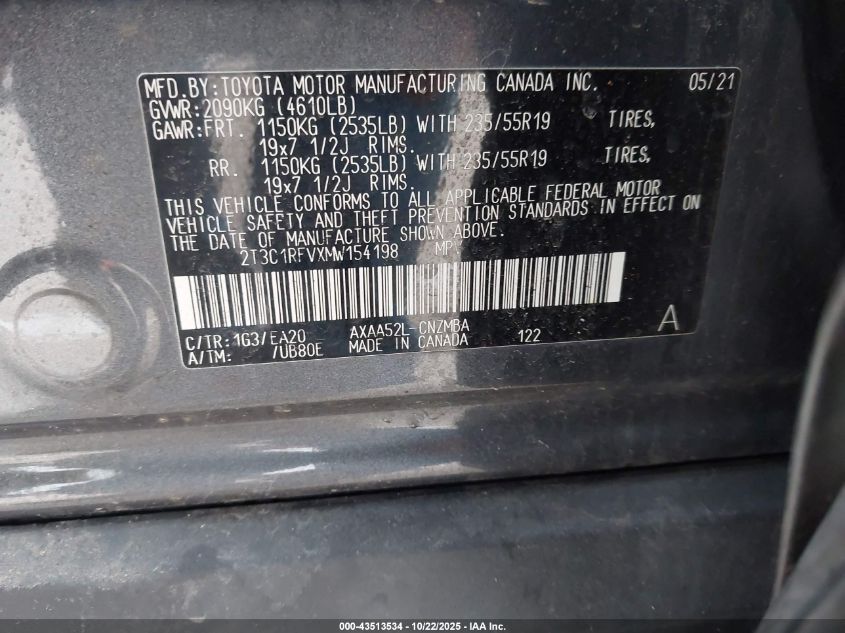 MFD.BY:TOYOTA MOTOR MANUFACTURING CANADA INC. 05/21
GVWR:2090KG (4610LB)
GAWR:FRT. 1150KG (2535LB) WITH 235/55R19 TIRES,
19x7 1/2J RIMS.
RR. 1150KG (2535LB) WITH 235/55R19 TIRES,
19x7 1/2J RIMS.
THIS VEHICLE CONFORMS TO ALL APPLICABLE FEDERAL MOTOR
VEHICLE SAFETY AND THEFT PREVENTION STANDARDS IN EFFECT ON
THE DATE OF MANUFACTURE SHOWN ABOVE.
2T3C1RFVXMW154198 MPV
C/TR:1G3/EA20 AXAA52L-CNZMBA A
A/TM: /UB80E MADE IN CANADA 122
000-43513534 - 10/22/2025 - IAA Inc.